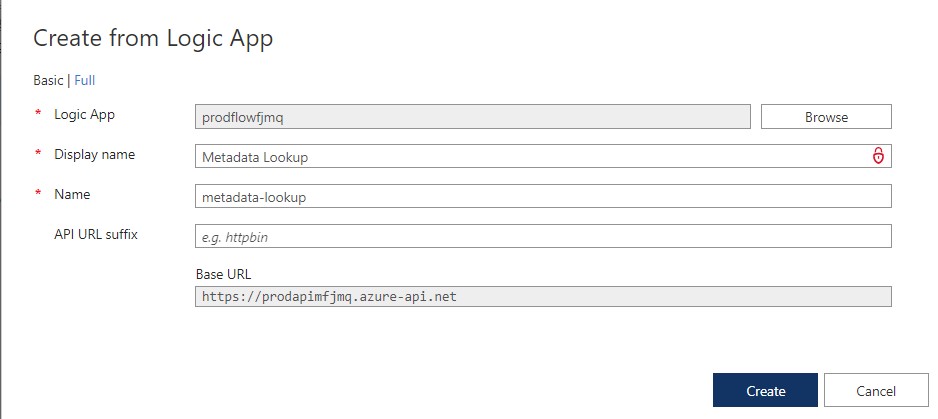 Create from Logic App
Basic | Full
* Logic App prodflowfjmq Browse
* Display name Metadata Lookup
* Name metadata-lookup
API URL suffix e.g. httpbin
Base URL
https://prodapimfjmq.azure-api.net
Create Cancel